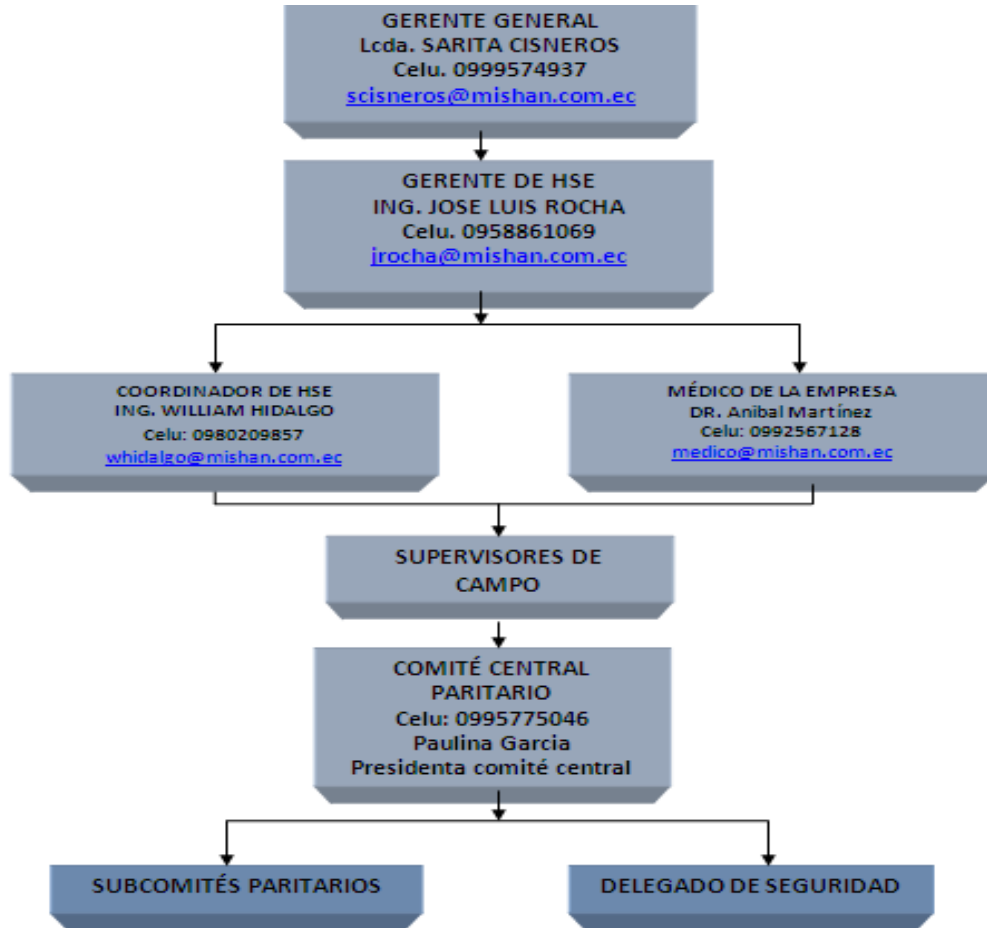 GERENTE GENERAL
Lcda. SARITA CISNEROS
Celu. 0999574937
scisneros@mishan.com.ec
GERENTE DE HSE
ING. JOSE LUIS ROCHA
Celu. 0958861069
jrocha@mishan.com.ec
COORDINADOR DE HSE
ING. WILLIAM HIDALGO
Celu: 0980209857
whidalgo@mishan.com.ec
MÉDICO DE LA EMPRESA
DR. Anibal Martínez
Celu: 0992567128
medico@mishan.com.ec
SUPERVISORES DE
CAMPO
COMITÉ CENTRAL
PARITARIO
Celu: 0995775046
Paulina Garcia
Presidenta comité central
SUBCOMITÉS PARITARIOS
DELEGADO DE SEGURIDAD